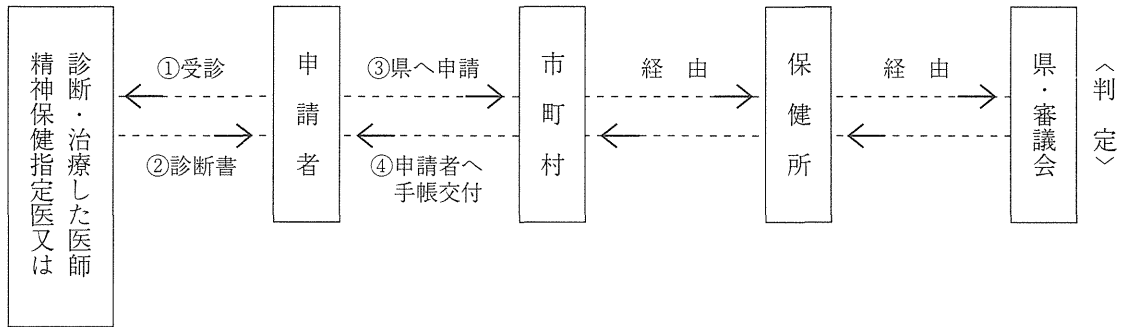 精神保健指定医又は
診断・治療した医師
①受診
②診断書
申請者
③県へ申請
④申請者へ
手帳交付
市町村
経由
保健所
経由
県・審議会
〈判定〉